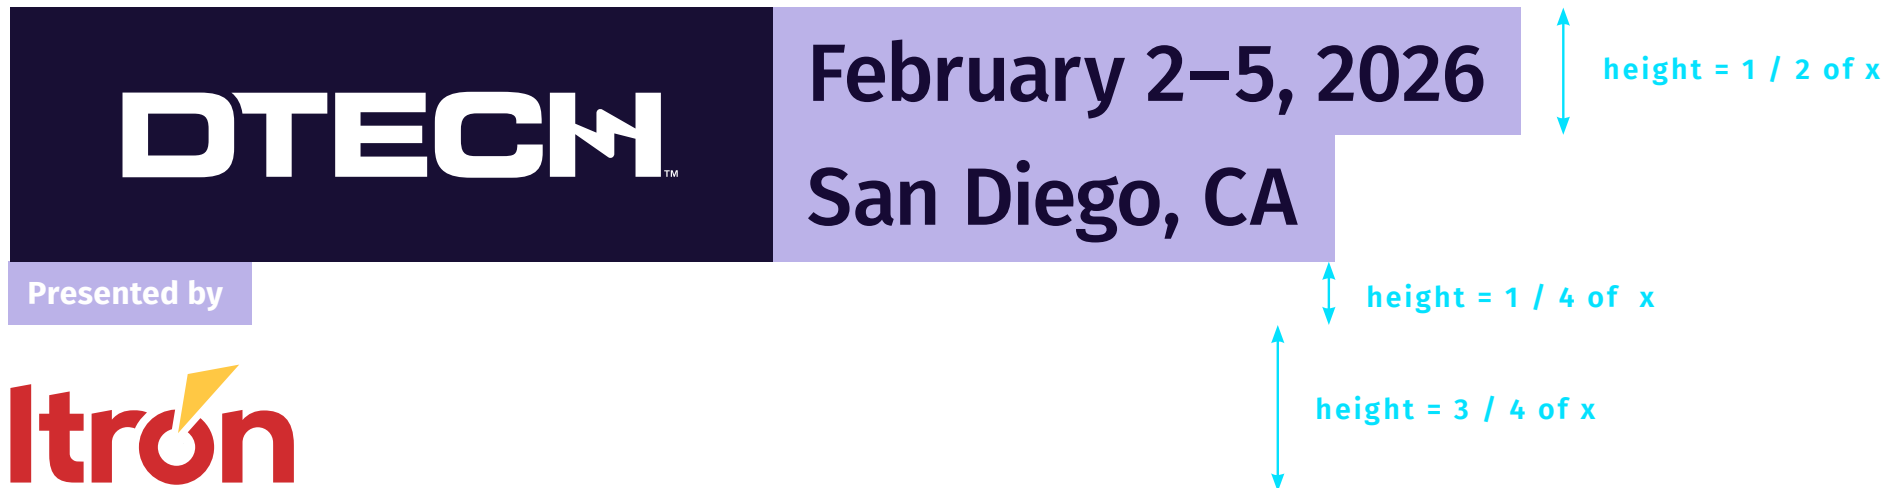 DTECH™
February 2–5, 2026
San Diego, CA
height = 1 / 2 of x
Presented by
height = 1 / 4 of x
Itron
height = 3 / 4 of x